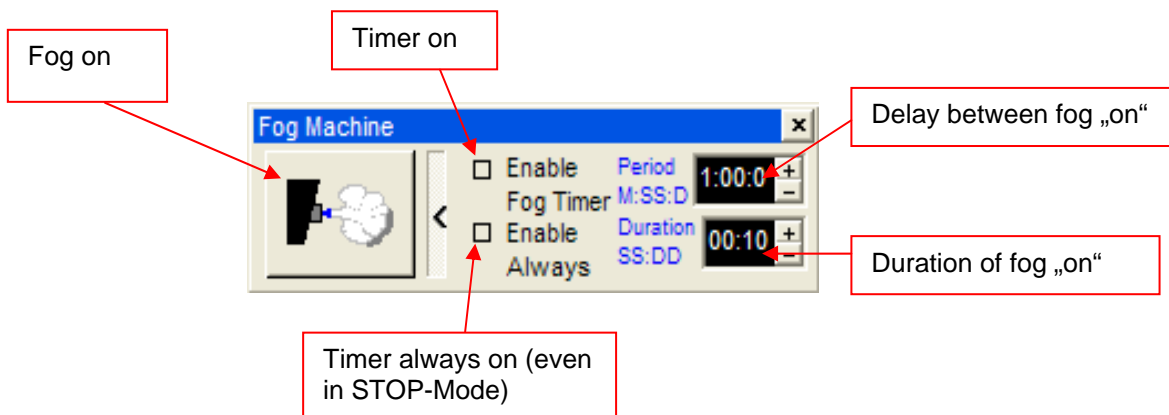 Timer on
Fog on
Delay between fog „on“
Fog Machine
Enable
Fog Timer
Period
M:SS:D
1:00:0
Enable
Always
Duration
SS:DD
00:10
Duration of fog „on“
Timer always on (even
in STOP-Mode)